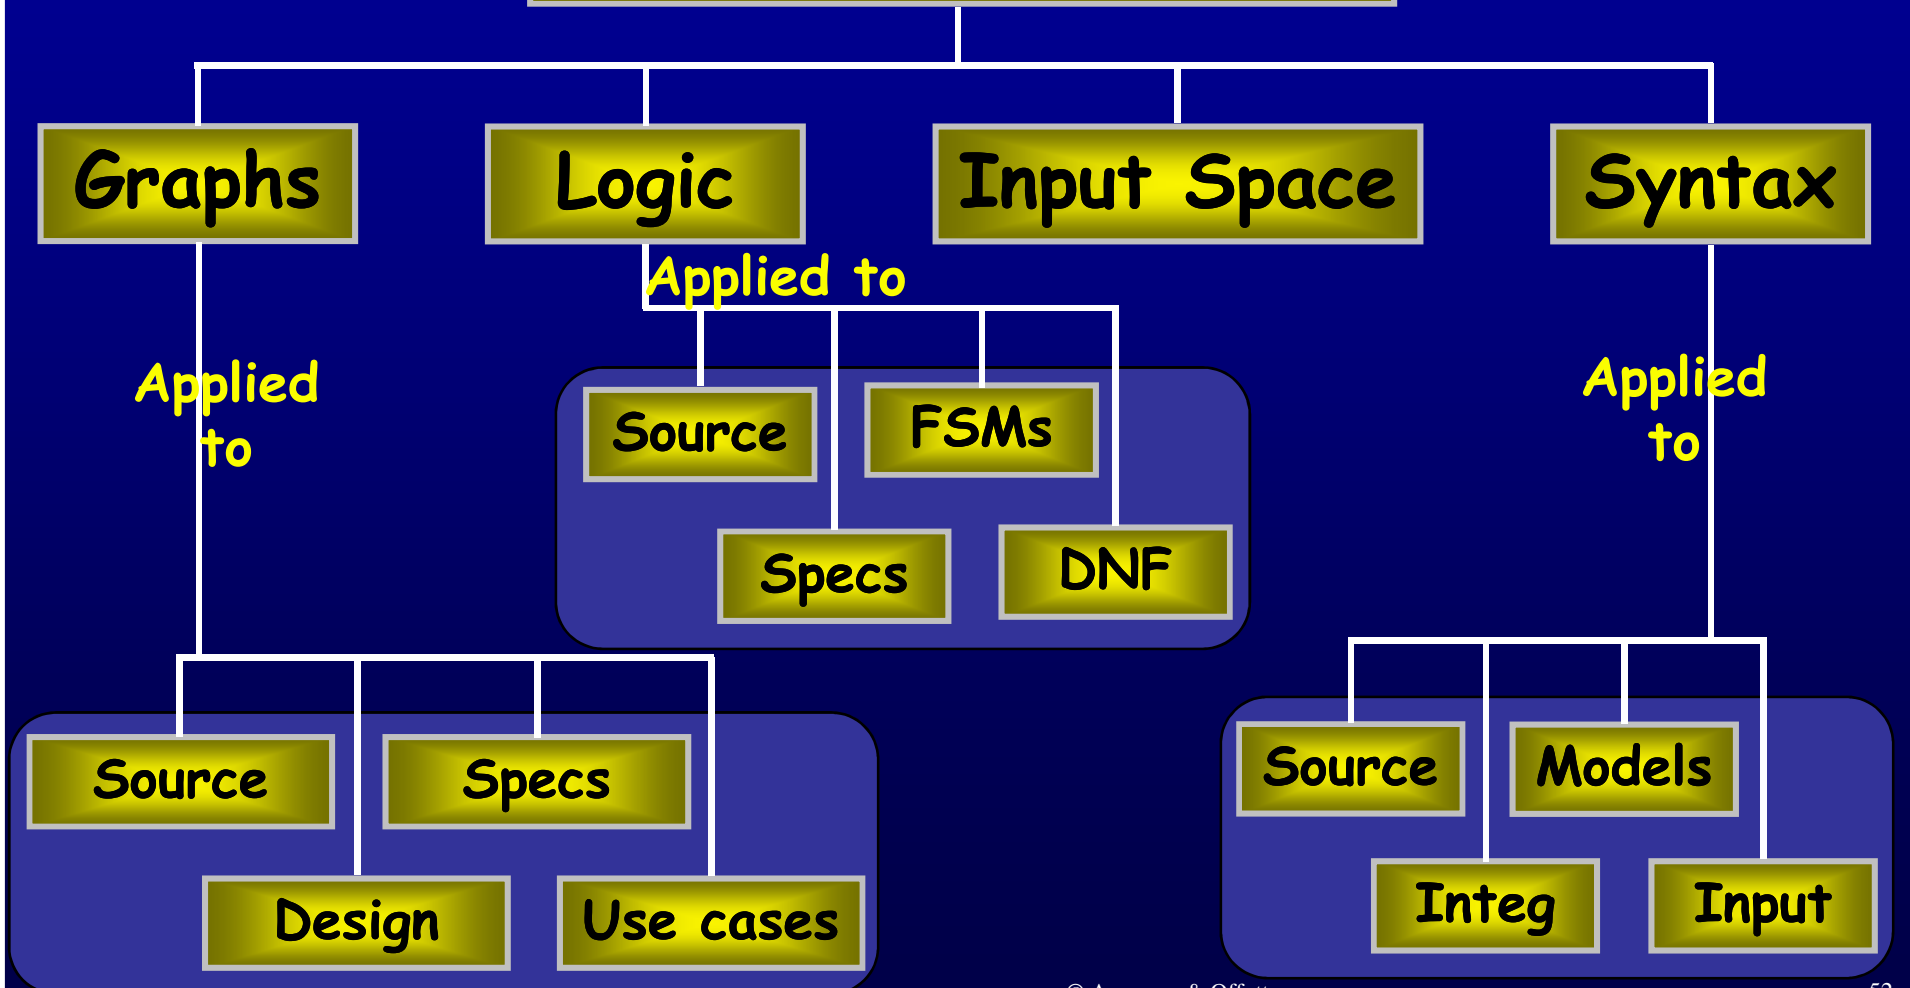 Graphs
Logic
Input Space
Syntax
Applied to
Applied
to
Applied
to
Source
FSMs
Specs
DNF
Source
Specs
Design
Use cases
Source
Models
Integ
Input